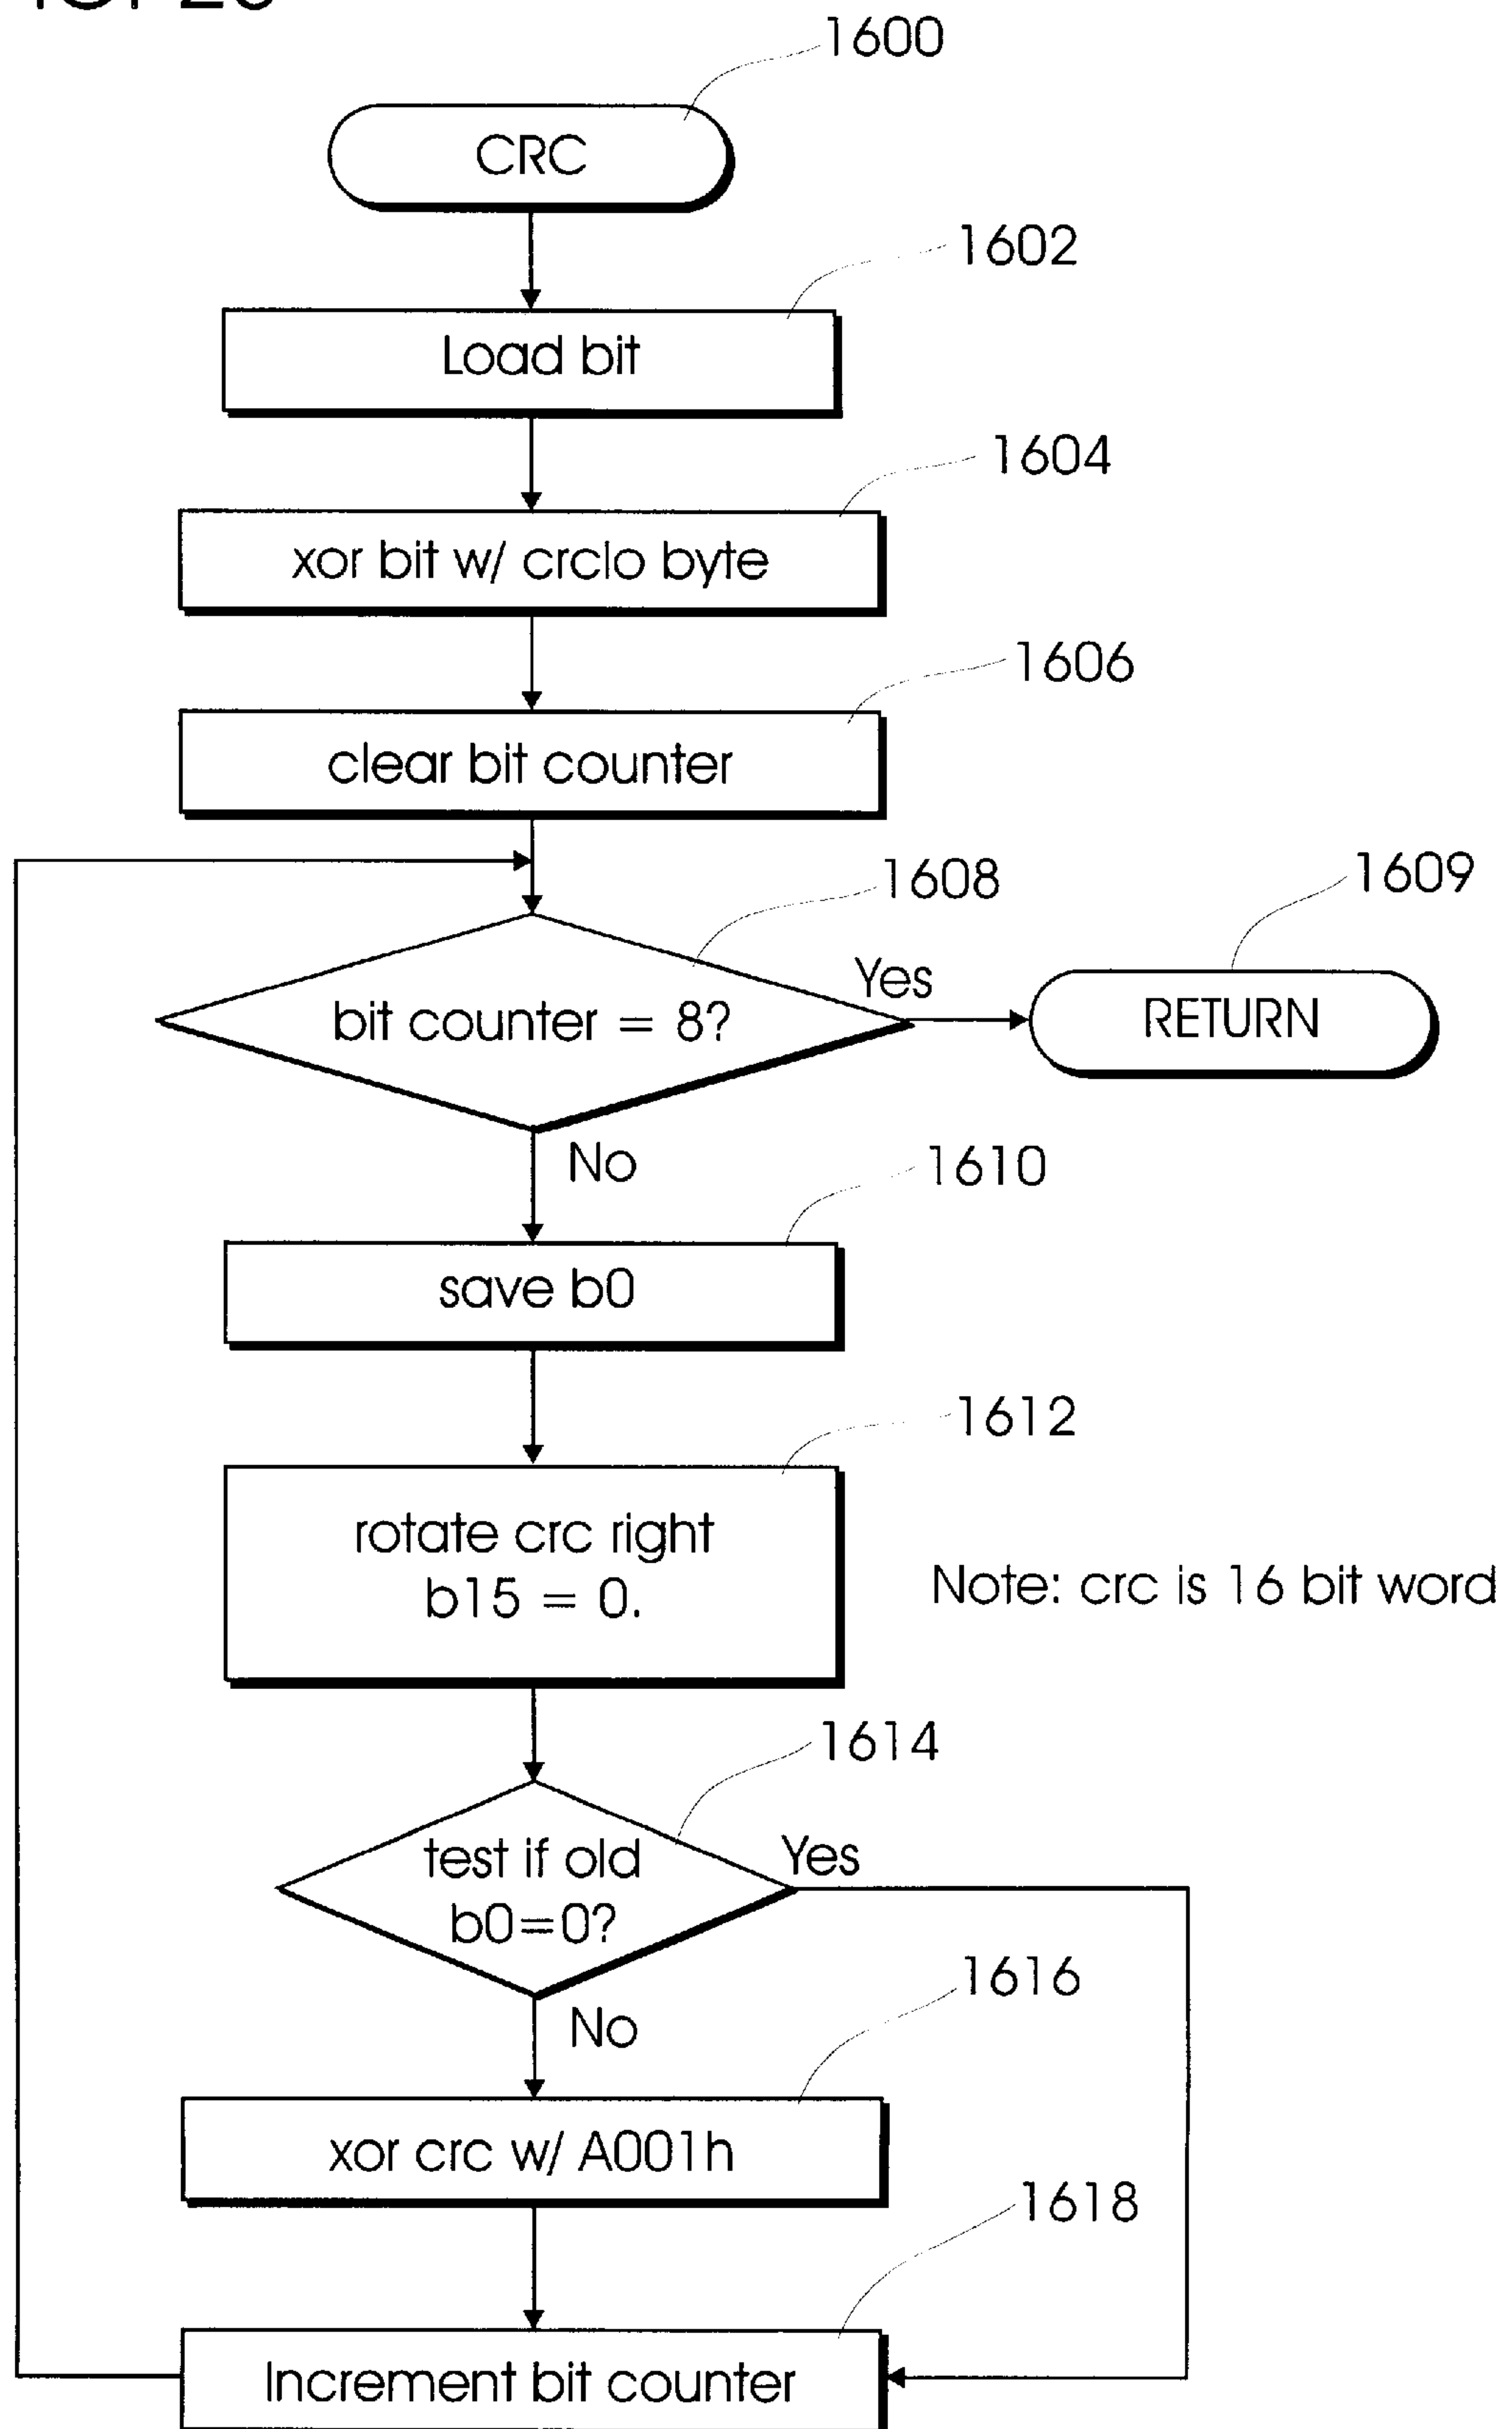 1600
CRC
1602
Load bit
1604
xor bit w/ crclo byte
1606
clear bit counter
1608
1609
Yes
bit counter = 8?
RETURN
No
1610
save b0
1612
rotate crc right
b15 = 0.
Note: crc is 16 bit word
1614
test if old
b0=0?
Yes
1616
No
xor crc w/ A001h
1618
Increment bit counter